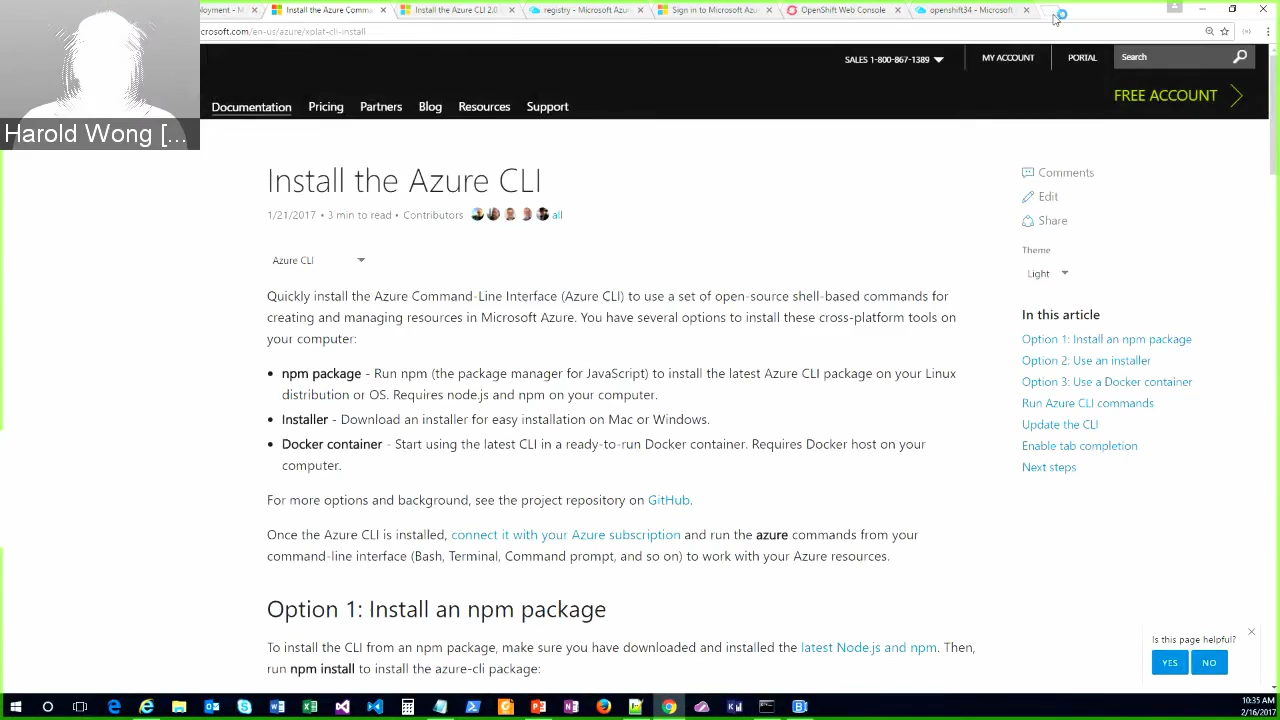 ployment - M
Install the Azure Comma
Install the Azure CLI 2.0
registry - Microsoft Azu
Sign in to Microsoft Az
OpenShift Web Console
openshift34 - Microsoft
crosoft.com/en-us/azure/xplat-cli-install
SALES 1-800-867-1389
MY ACCOUNT
PORTAL
Search
Documentation Pricing Partners Blog Resources Support
FREE ACCOUNT
Harold Wong [...
Install the Azure CLI
1/21/2017 • 3 min to read • Contributors all
Azure CLI
Quickly install the Azure Command-Line Interface (Azure CLI) to use a set of open-source shell-based commands for
creating and managing resources in Microsoft Azure. You have several options to install these cross-platform tools on
your computer:
• npm package - Run npm (the package manager for JavaScript) to install the latest Azure CLI package on your Linux
distribution or OS. Requires node.js and npm on your computer.
• Installer - Download an installer for easy installation on Mac or Windows.
• Docker container - Start using the latest CLI in a ready-to-run Docker container. Requires Docker host on your
computer.
For more options and background, see the project repository on GitHub.
Once the Azure CLI is installed, connect it with your Azure subscription and run the azure commands from your
command-line interface (Bash, Terminal, Command prompt, and so on) to work with your Azure resources.
Option 1: Install an npm package
To install the CLI from an npm package, make sure you have downloaded and installed the latest Node.js and npm. Then,
run npm install to install the azure-cli package:
Comments
Edit
Share
Theme
Light
In this article
Option 1: Install an npm package
Option 2: Use an installer
Option 3: Use a Docker container
Run Azure CLI commands
Update the CLI
Enable tab completion
Next steps
Is this page helpful?
YES NO
10:35 AM
2/16/2017